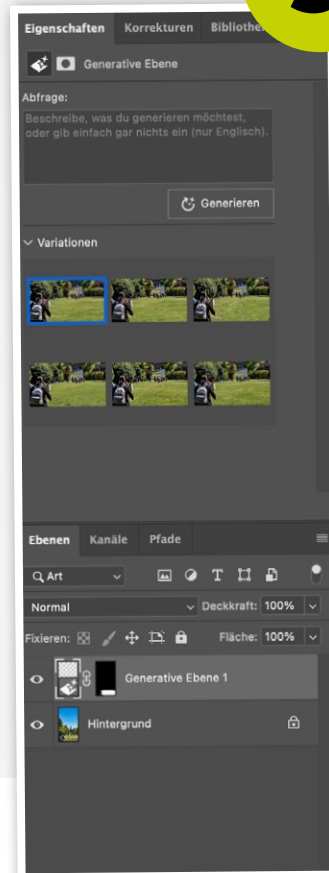 Eigenschaften Korrekturen
Generative Ebene
Abfrage:
Beschreibe, was du generieren möchtest,
oder gib einfach gar nichts ein (nur Englisch).
Generieren
Variationen
Ebenen Kanäle Pfade
Art
Normal Deckkraft: 100%
Fixieren: Fläche: 100%
Generative Ebene 1
Hintergrund